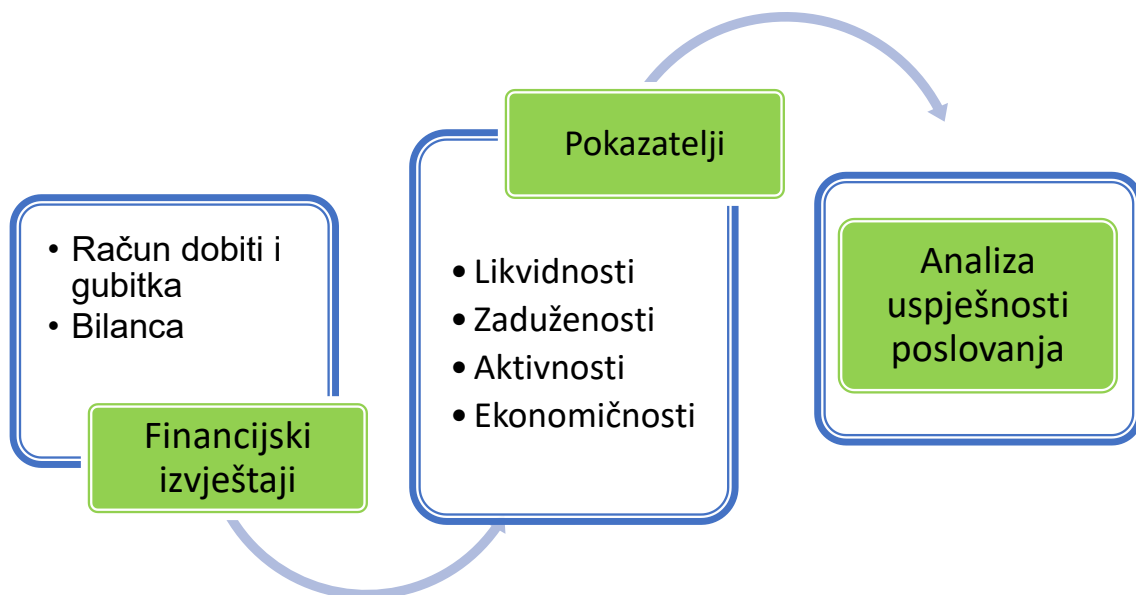 • Račun dobiti i
gubitka
• Bilanca
Financijski
izvještaji
Pokazatelji
• Likvidnosti
• Zaduženosti
• Aktivnosti
• Ekonomičnosti
Analiza
uspješnosti
poslovanja